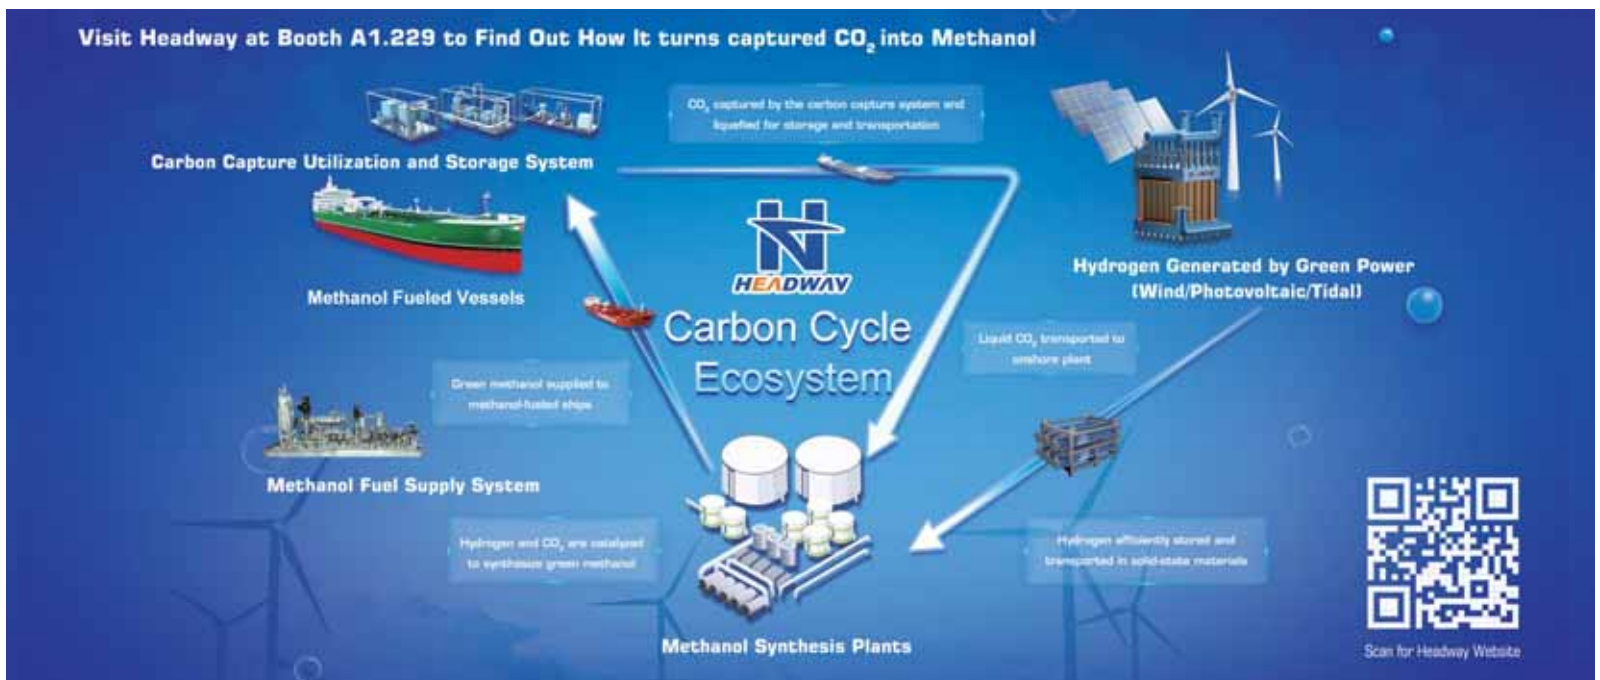 Visit Headway at Booth A1.229 to Find Out How It turns captured CO₂ into Methanol
CO₂ captured by the carbon capture system and
liquefied for storage and transportation
Carbon Capture Utilization and Storage System
Methanol Fueled Vessels
HEADWAY
Carbon Cycle
Ecosystem
Hydrogen Generated by Green Power
(Wind/Photovoltaic/Tidal)
Liquid CO₂ transported to
onshore plant
Green methanol supplied to
methanol-fueled ships
Methanol Fuel Supply System
Hydrogen and CO₂ are catalyzed
to synthesize green methanol
Hydrogen efficiently stored and
transported in solid-state materials
Methanol Synthesis Plants
Scan for Headway Website